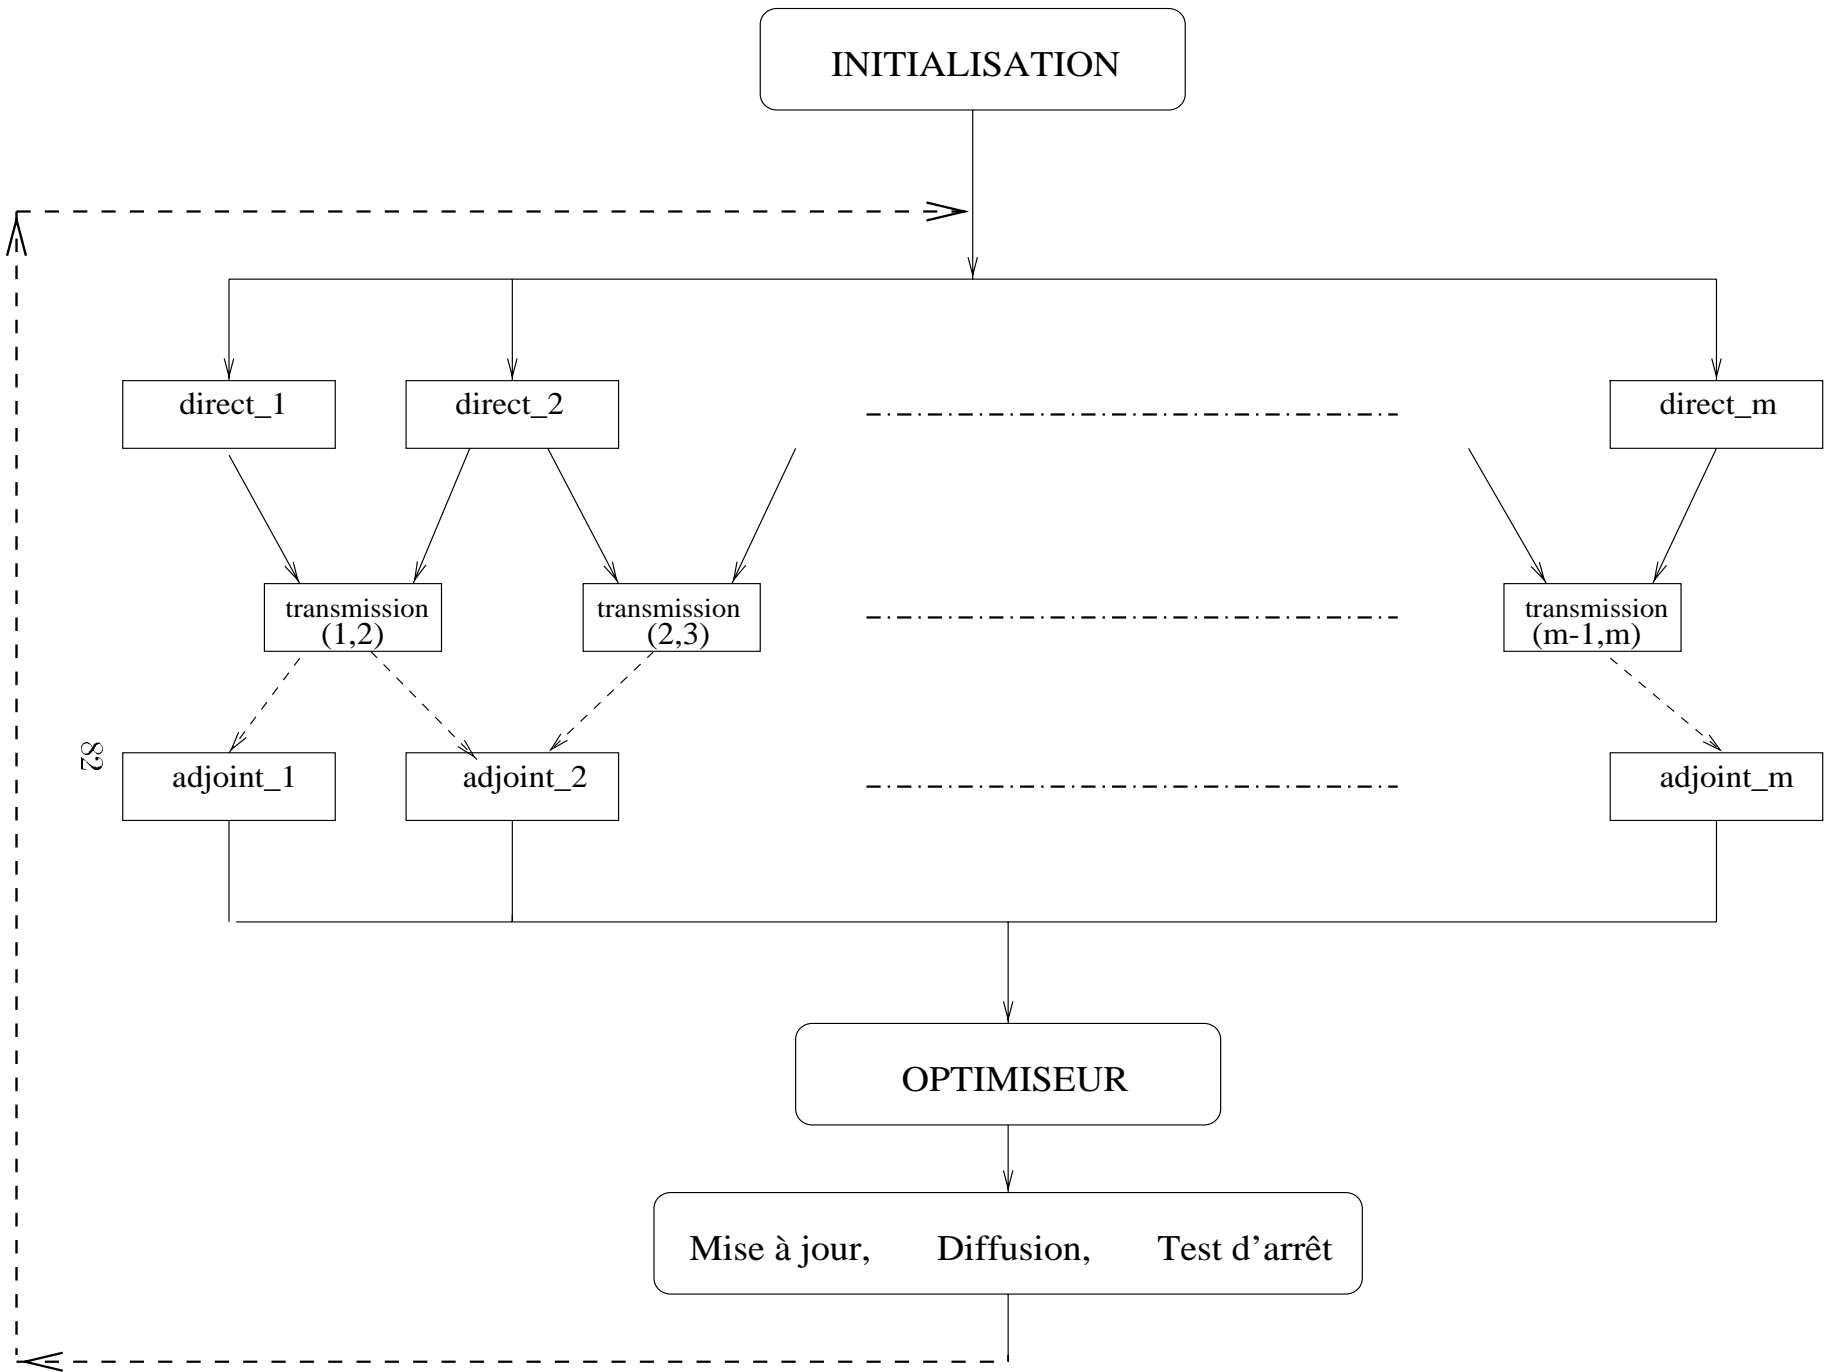 INITIALISATION
direct_1
direct_2
direct_m
transmission
(1,2)
transmission
(2,3)
transmission
(m-1,m)
82
adjoint_1
adjoint_2
adjoint_m
OPTIMISEUR
Mise à jour, Diffusion, Test d'arrêt